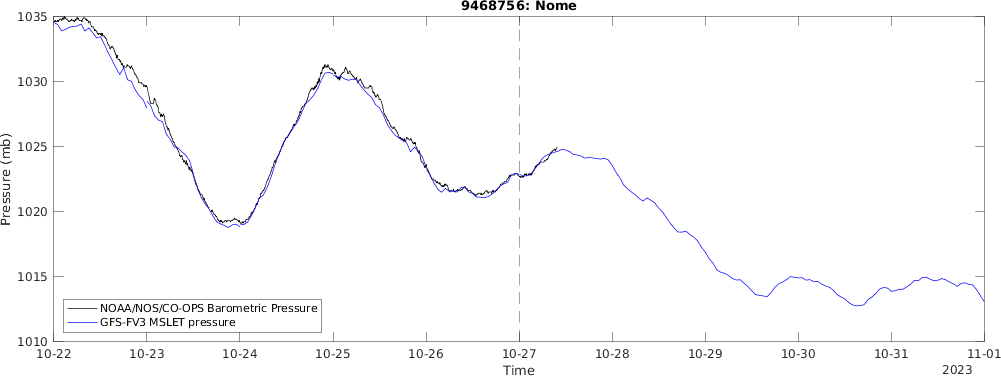 9468756: Nome
1035
1030
1025
1020
1015
1010
Pressure (mb)
NOAA/NOS/CO-OPS Barometric Pressure
GFS-FV3 MSLET pressure
10-22 10-23 10-24 10-25 10-26 10-27 10-28 10-29 10-30 10-31 11-01
Time
2023